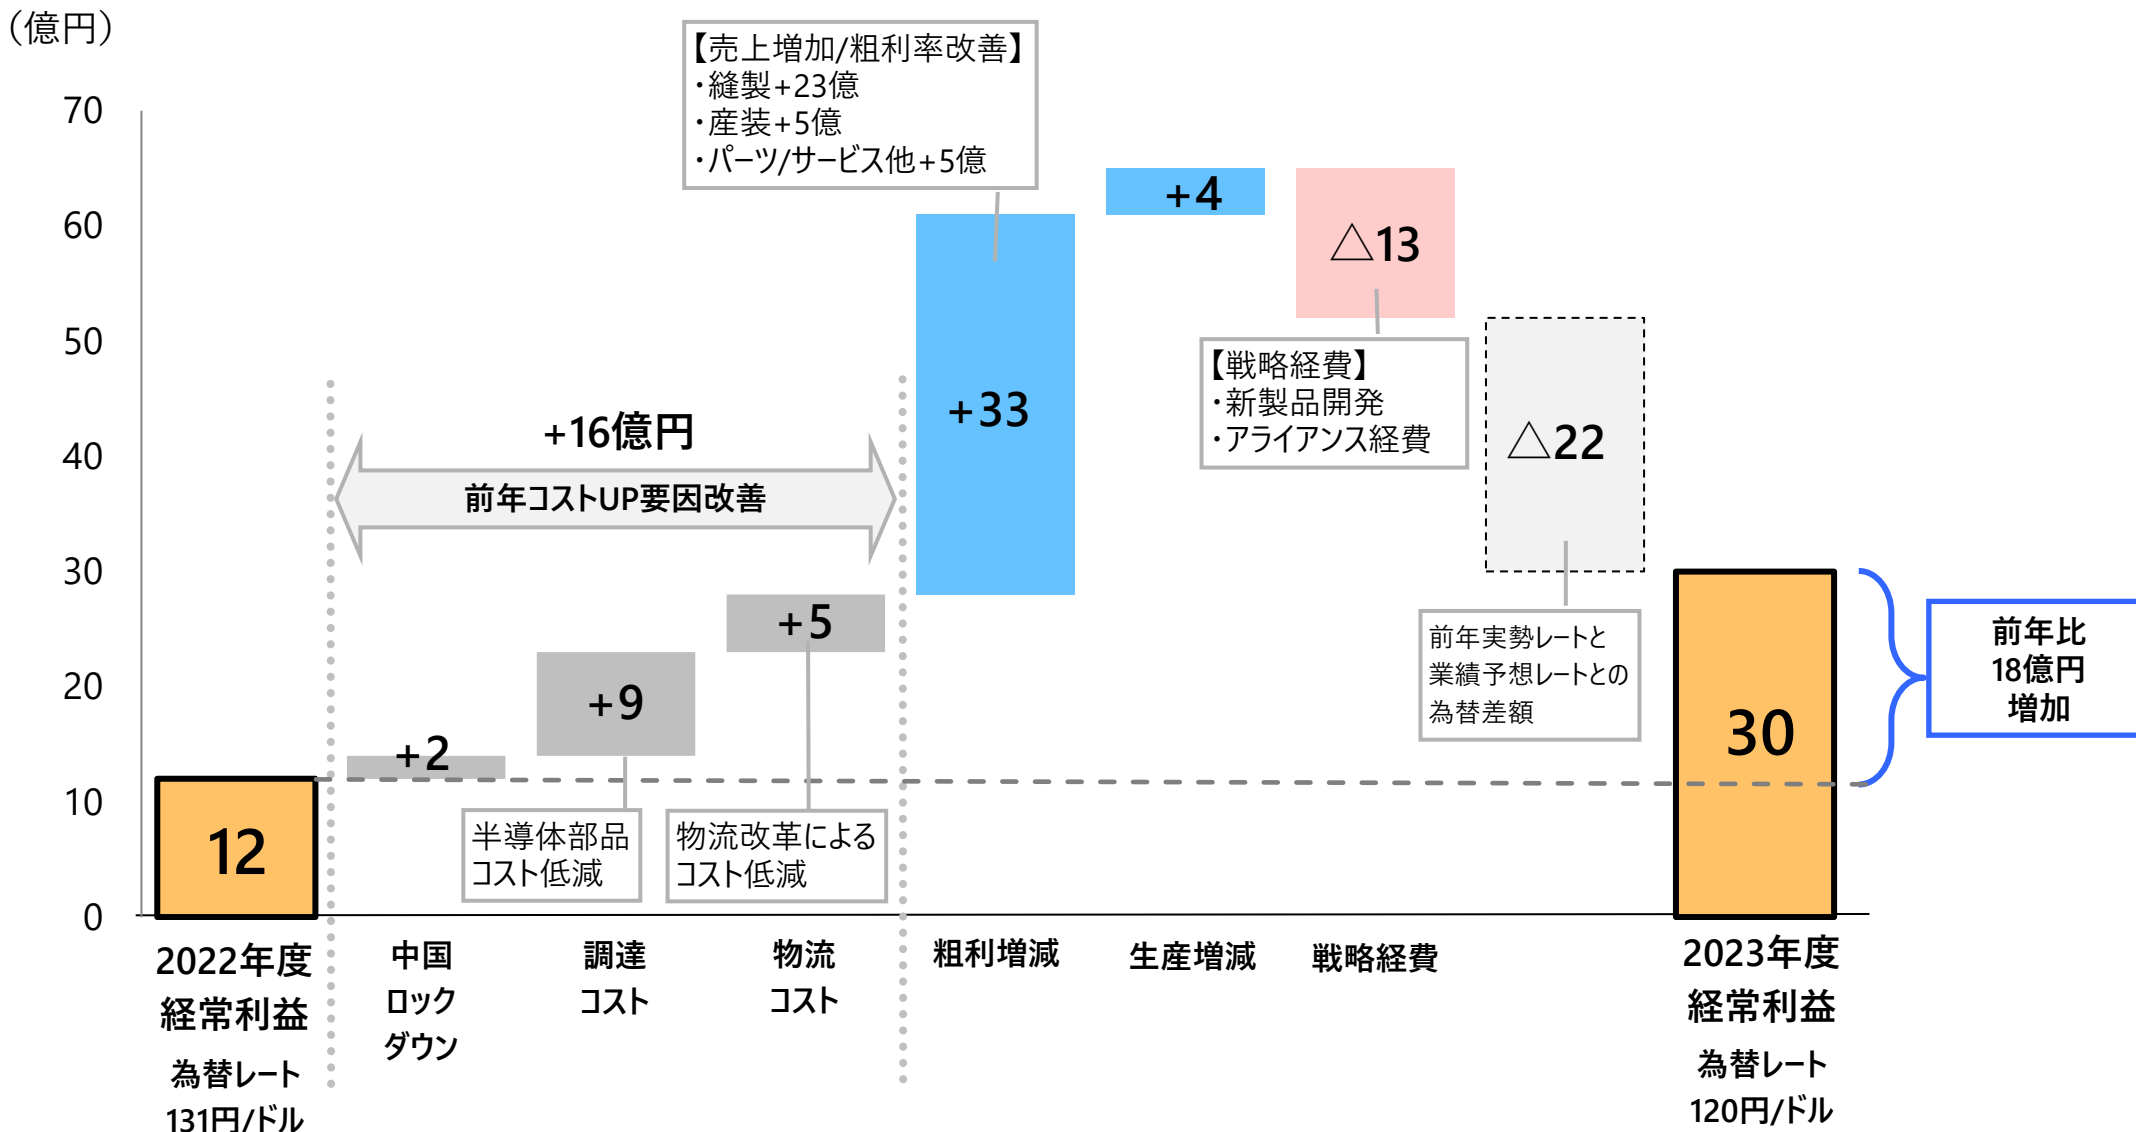 （億円）
70
60
50
40
30
20
10
0
【売上増加/粗利率改善】
・縫製+23億
・産装+5億
・パーツ/サービス他+5億
+16億円
前年コストUP要因改善
12
+2
+9
+5
+33
+4
△13
△22
30
半導体部品
コスト低減
物流改革による
コスト低減
【戦略経費】
・新製品開発
・アライアンス経費
前年実勢レートと
業績予想レートとの
為替差額
前年比
18億円
増加
2022年度
経常利益
為替レート
131円/ドル
中国
ロック
ダウン
調達
コスト
物流
コスト
粗利増減
生産増減
戦略経費
2023年度
経常利益
為替レート
120円/ドル